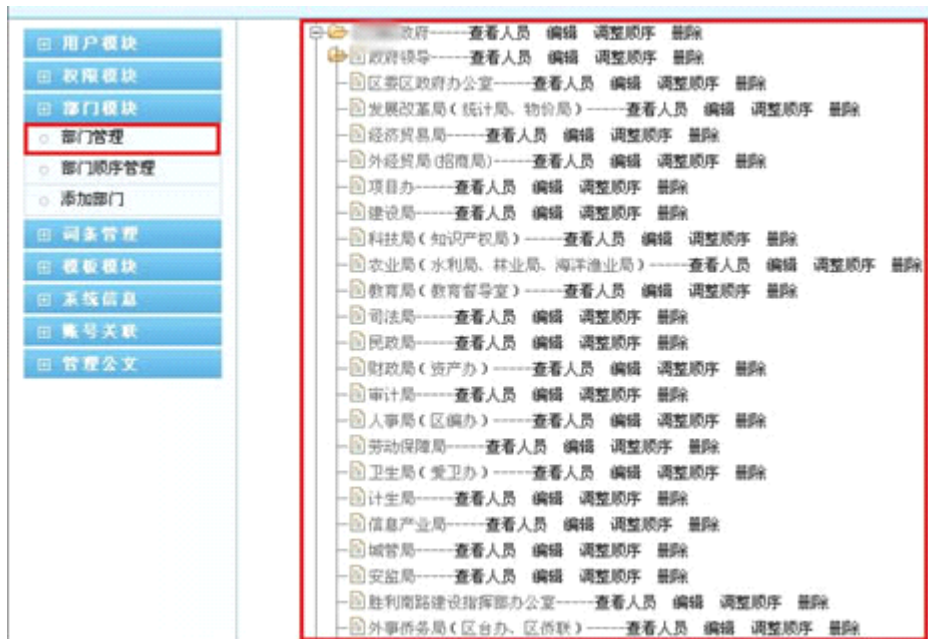 用户模块
权限模块
部门模块
部门管理
部门顺序管理
添加部门
词条管理
模板模块
系统信息
账号关联
管理公文
政府-----查看人员 编辑 调整顺序 删除
政府领导-----查看人员 编辑 调整顺序 删除
区委区政府办公室-----查看人员 编辑 调整顺序 删除
发展改革局(统计局、物价局)-----查看人员 编辑 调整顺序 删除
经济贸易局-----查看人员 编辑 调整顺序 删除
外经贸局(招商局)-----查看人员 编辑 调整顺序 删除
项目办-----查看人员 编辑 调整顺序 删除
建设局-----查看人员 编辑 调整顺序 删除
科技局(知识产权局)-----查看人员 编辑 调整顺序 删除
农业局(水利局、林业局、海洋渔业局)-----查看人员 编辑 调整顺序 删除
教育局(教育督导室)-----查看人员 编辑 调整顺序 删除
司法局-----查看人员 编辑 调整顺序 删除
民政局-----查看人员 编辑 调整顺序 删除
财政局(资产办)-----查看人员 编辑 调整顺序 删除
审计局-----查看人员 编辑 调整顺序 删除
人事局(区编办)-----查看人员 编辑 调整顺序 删除
劳动保障局-----查看人员 编辑 调整顺序 删除
卫生局(爱卫办)-----查看人员 编辑 调整顺序 删除
计生局-----查看人员 编辑 调整顺序 删除
信息产业局-----查看人员 编辑 调整顺序 删除
城管局-----查看人员 编辑 调整顺序 删除
安监局-----查看人员 编辑 调整顺序 删除
胜利南路建设指挥部办公室-----查看人员 编辑 调整顺序 删除
外事侨务局(区台办、区侨联)-----查看人员 编辑 调整顺序 删除